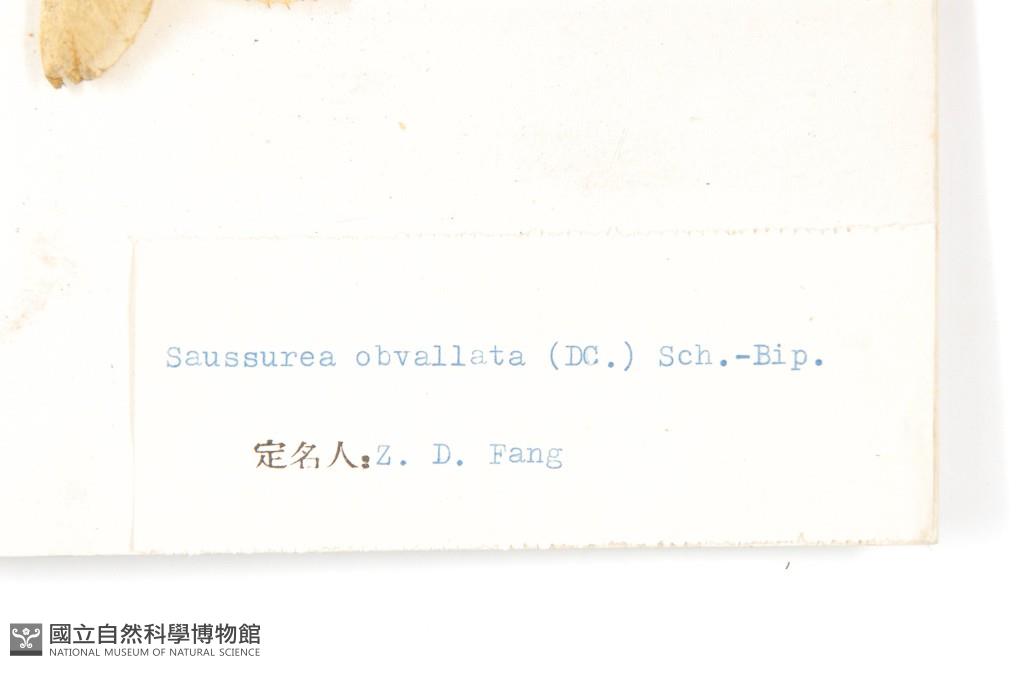 Saussurea obvallata (DC.) Sch.-Bip.
定名人:Z. D. Fang
國立自然科學博物館
NATIONAL MUSEUM OF NATURAL SCIENCE